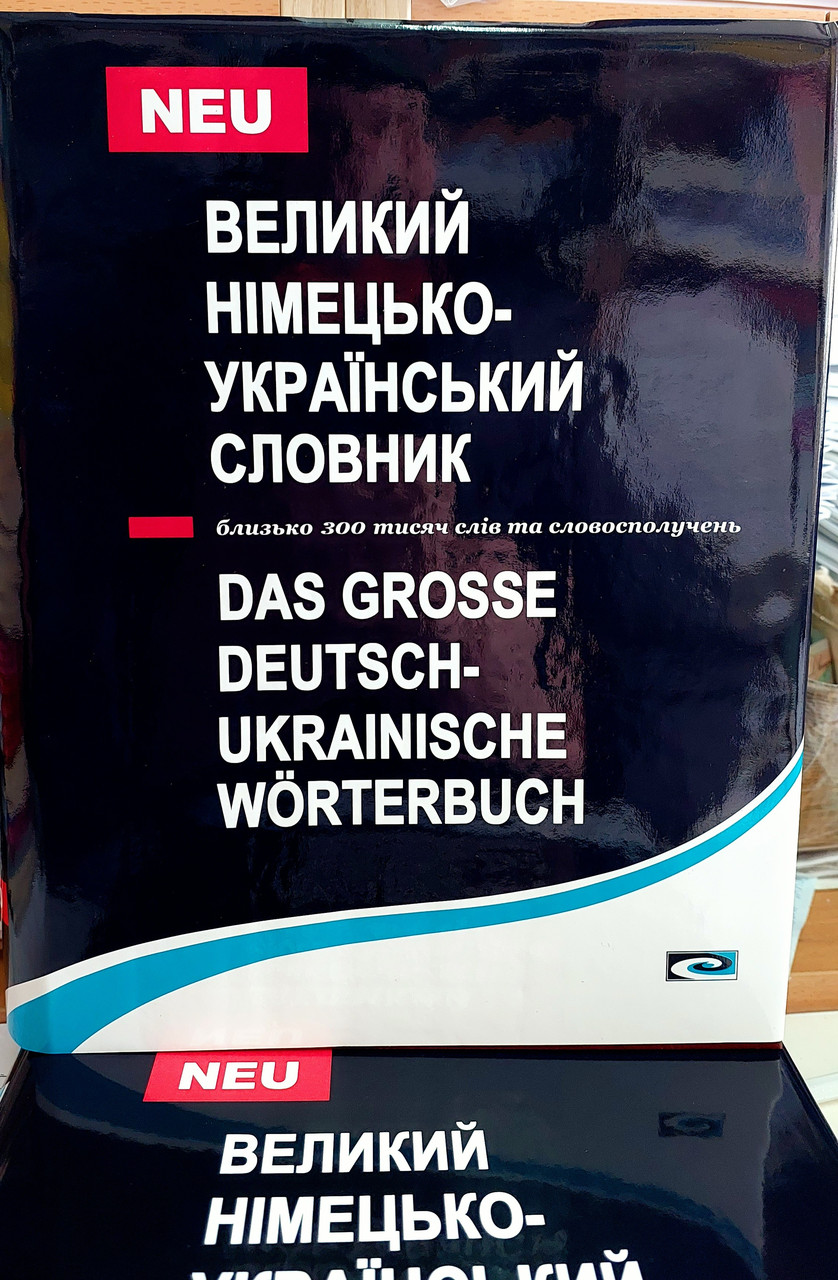 NEU
ВЕЛИКИЙ
НІМЕЦЬКО-
УКРАЇНСЬКИЙ
СЛОВНИК
близько 300 тисяч слів та словосполучень
DAS GROSSE
DEUTSCH-
UKRAINISCHE
WÖRTERBUCH
NEU
ВЕЛИКИЙ
НІМЕЦЬКО-
УКРАЇНСЬКИЙ